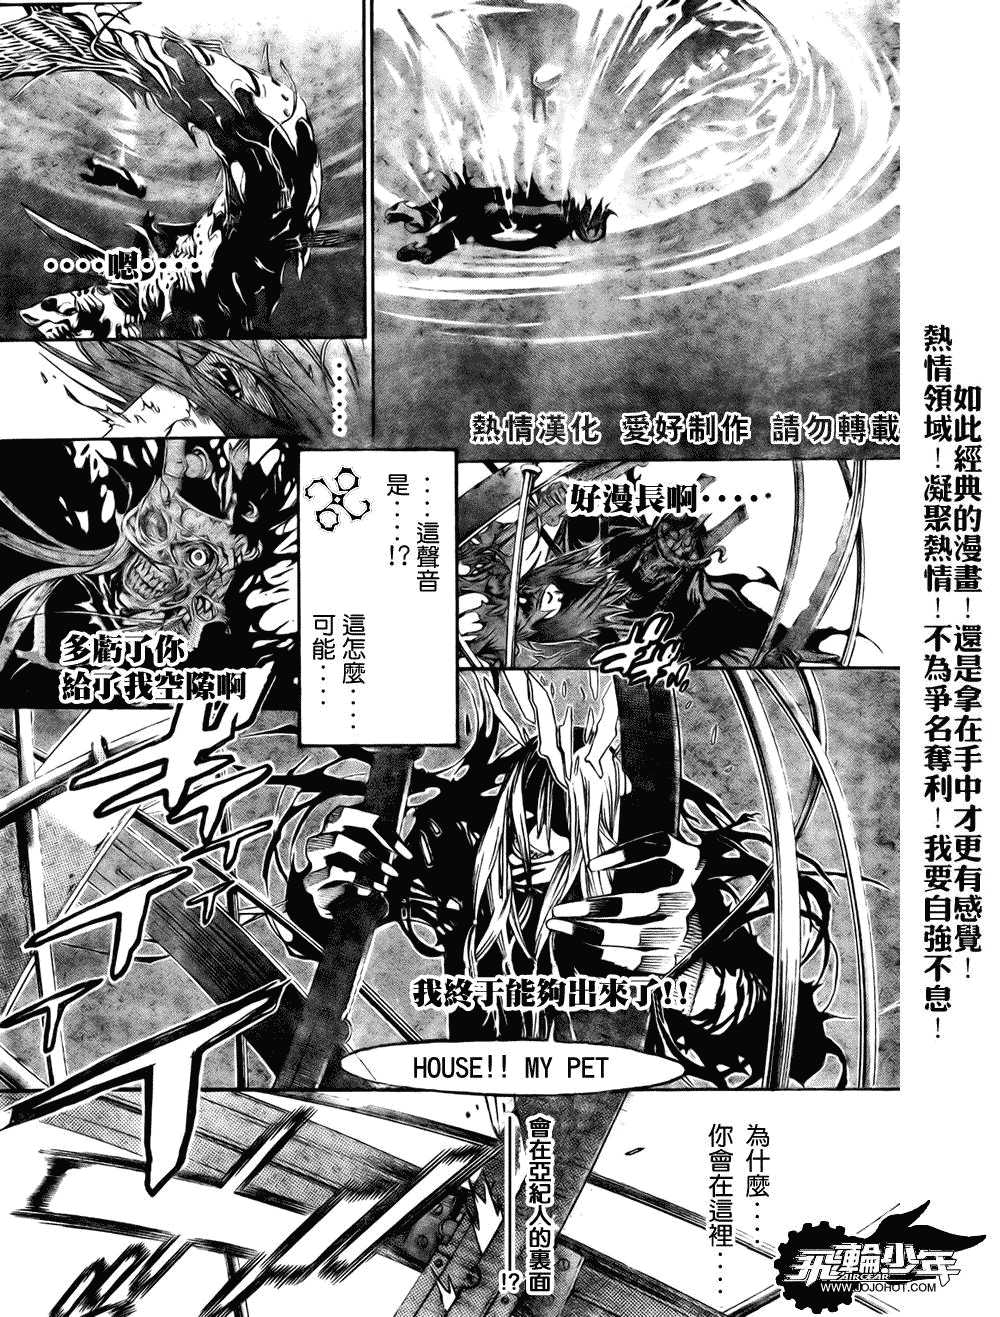 ····嗯····
········
熱情漢化 愛好制作 請勿轉載
好漫長啊·····
····這聲音
是····!?
這怎麼····
可能···
多虧了你
給了我空隙啊
我終于能夠出來了!!
HOUSE!! MY PET
為什麼····
你會在這裡····
會在亞紀人的裏面
━━!?
如此經典的漫畫！還是拿在手中才更有感覺！
熱情領域！凝聚熱情！不為爭名奪利！我要自強不息！
飛輪少年
AIRGEAR
WWW.JOJOHOT.COM